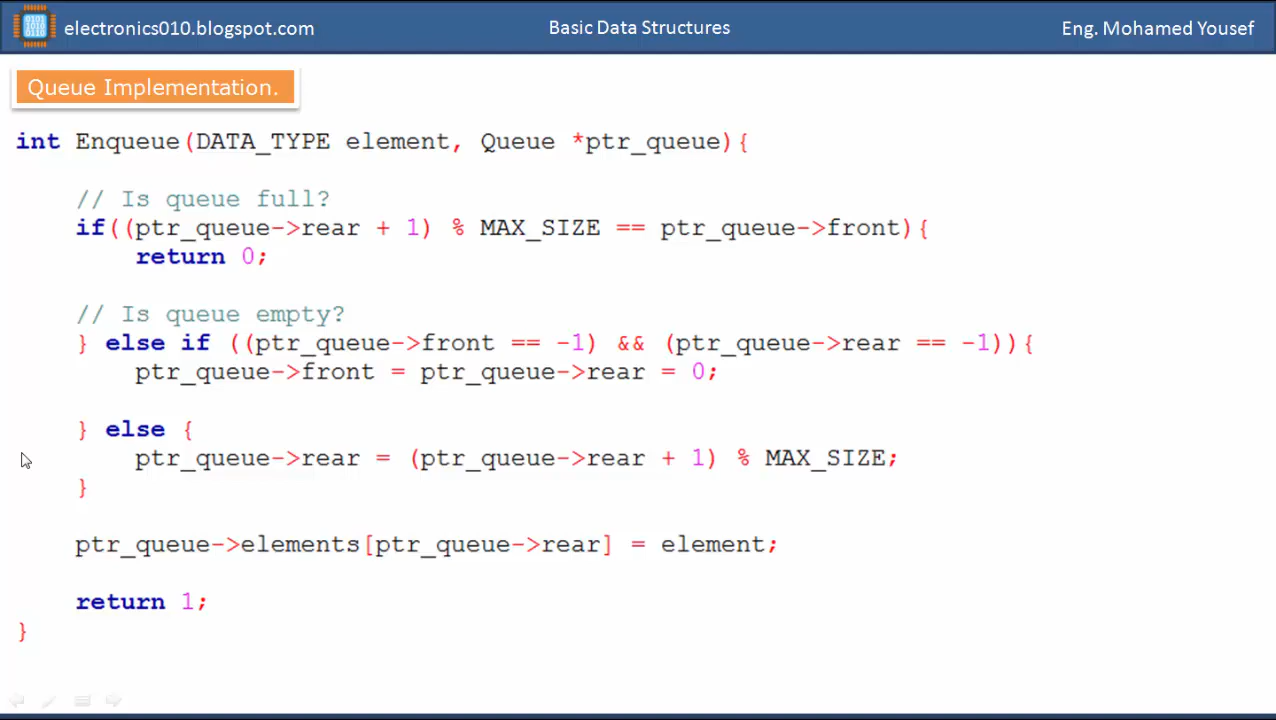 electronics010.blogspot.com
Basic Data Structures
Eng. Mohamed Yousef
Queue Implementation.
int Enqueue(DATA_TYPE element, Queue *ptr_queue){
// Is queue full?
if((ptr_queue->rear + 1) % MAX_SIZE == ptr_queue->front){
return 0;
// Is queue empty?
} else if ((ptr_queue->front == -1) && (ptr_queue->rear == -1)){
ptr_queue->front = ptr_queue->rear = 0;
} else {
ptr_queue->rear = (ptr_queue->rear + 1) % MAX_SIZE;
}
ptr_queue->elements[ptr_queue->rear] = element;
return 1;
}